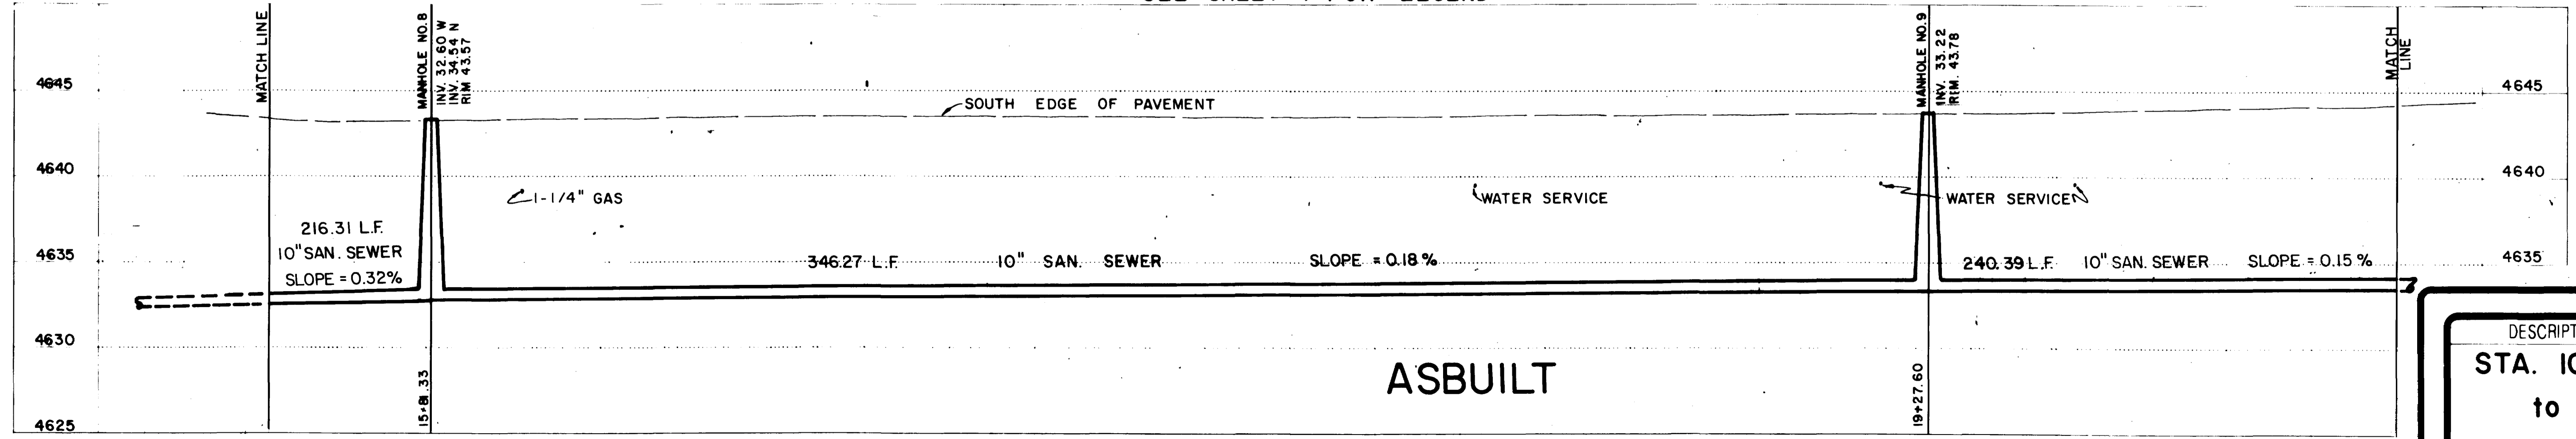 MATCH LINE
MANHOLE NO.8
INV. 32.60 W
INV. 34.54 N
RIM 43.57
MANHOLE NO.9
INV. 33.22
RIM. 43.78
MATCH
LINE
4645
4645
SOUTH EDGE OF PAVEMENT
4640
4640
1-1/4" GAS
WATER SERVICE
WATER SERVICE
216.31 L.F.
10" SAN. SEWER
SLOPE = 0.32%
4635
346.27 L.F. 10" SAN. SEWER SLOPE = 0.18%
240.39 L.F. 10" SAN. SEWER SLOPE = 0.15%
4635
4630
ASBUILT
15+81.33
19+27.60
4625
DESCRIPT
STA. 10
to